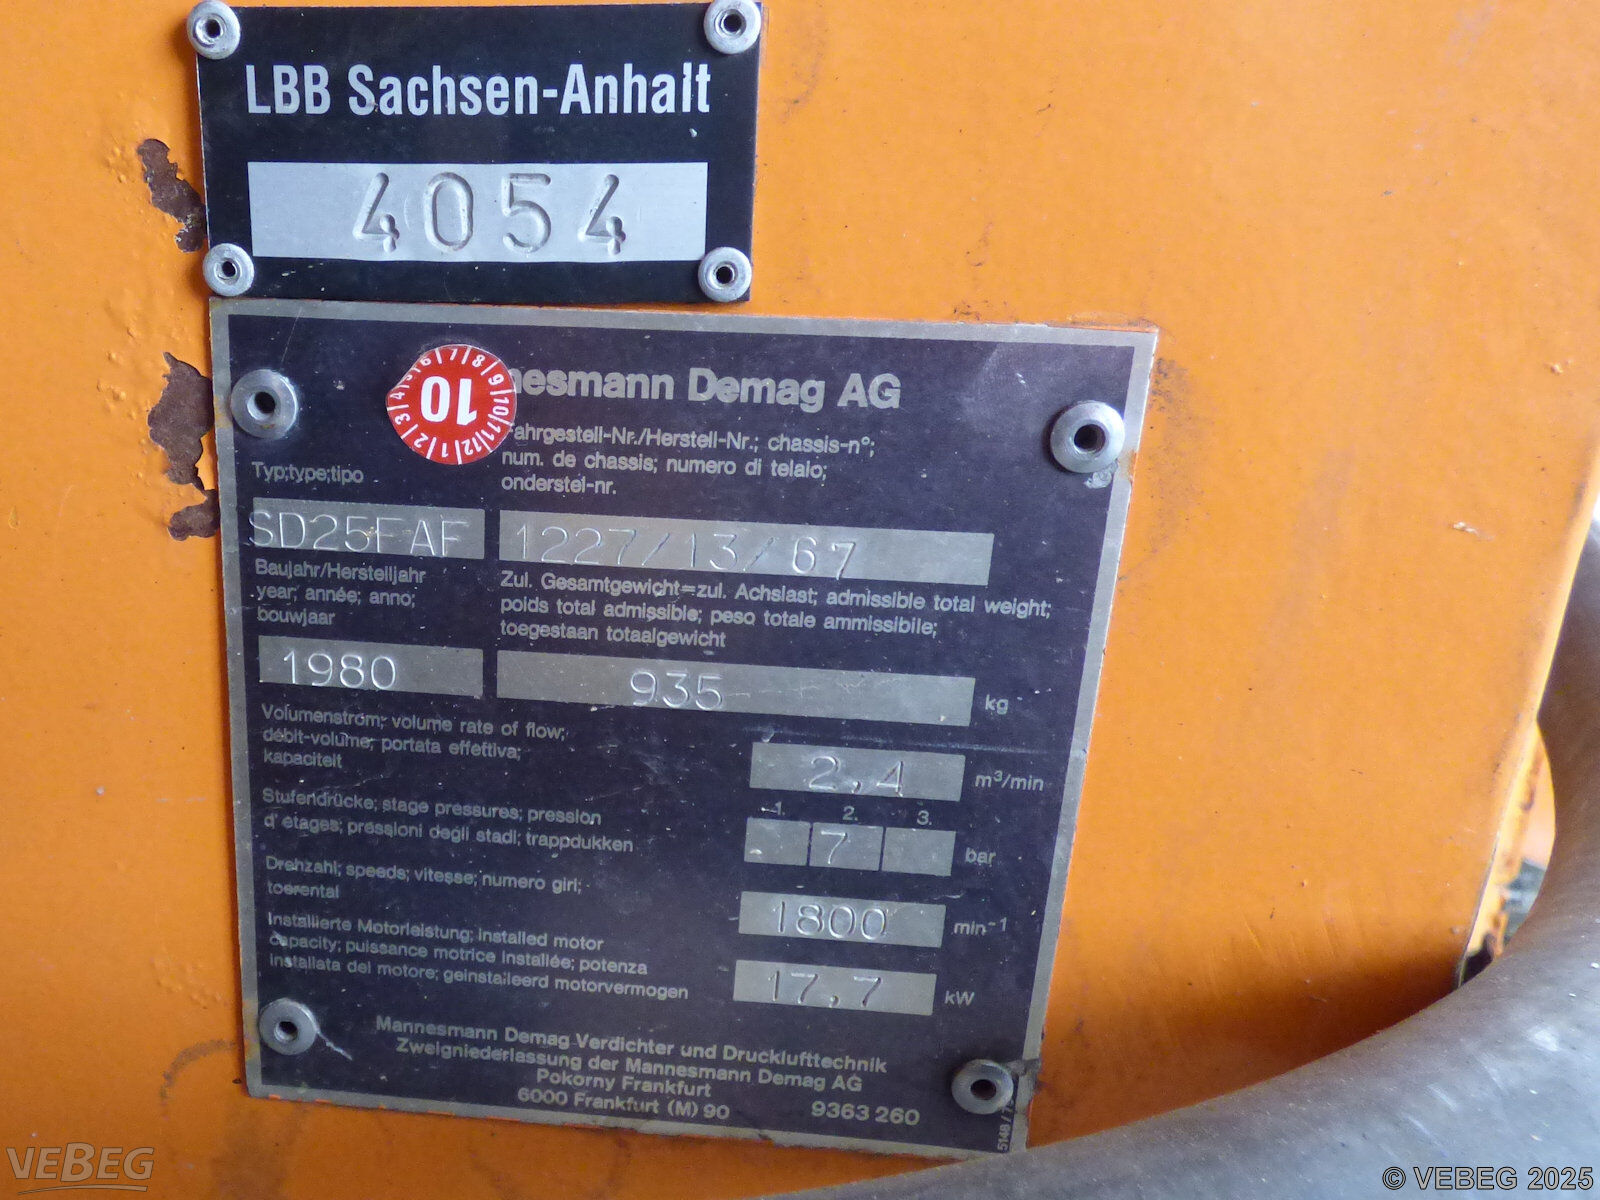 LBB Sachsen-Anhalt
4054
6 7 8 9 10 11 12 1 2 3 4 5
10
nesmann Demag AG
Fahrgestell-Nr./Herstell-Nr.; chassis-n°;
num. de chassis; numero di telaio;
onderstel-nr.
Typ;type;tipo
SD25FAF
1227/13/67
Baujahr/Herstelljahr
year; année; anno;
bouwjaar
Zul. Gesamtgewicht=zul. Achslast; admissible total weight;
poids total admissible; peso totale ammissibile;
toegestaan totaalgewicht
1980
935
kg
Volumenstrom; volume rate of flow;
débit-volume; portata effettiva;
kapaciteit
2,4 m³/min
Stufendrücke; stage pressures; pression
d'etages; pressioni degli stadi; trappdukken
1. 2. 3.
7
bar
Drehzahl; speeds; vitesse; numero giri;
toerental
1800 min-1
Installierte Motorleistung; installed motor
capacity; puissance motrice installée; potenza
installata del motore; geinstalleerd motorvermogen
17,7 kW
Mannesmann Demag Verdichter und Drucklufttechnik
Zweigniederlassung der Mannesmann Demag AG
Pokorny Frankfurt
6000 Frankfurt (M) 90
9363 260
VEBEG
© VEBEG 2025